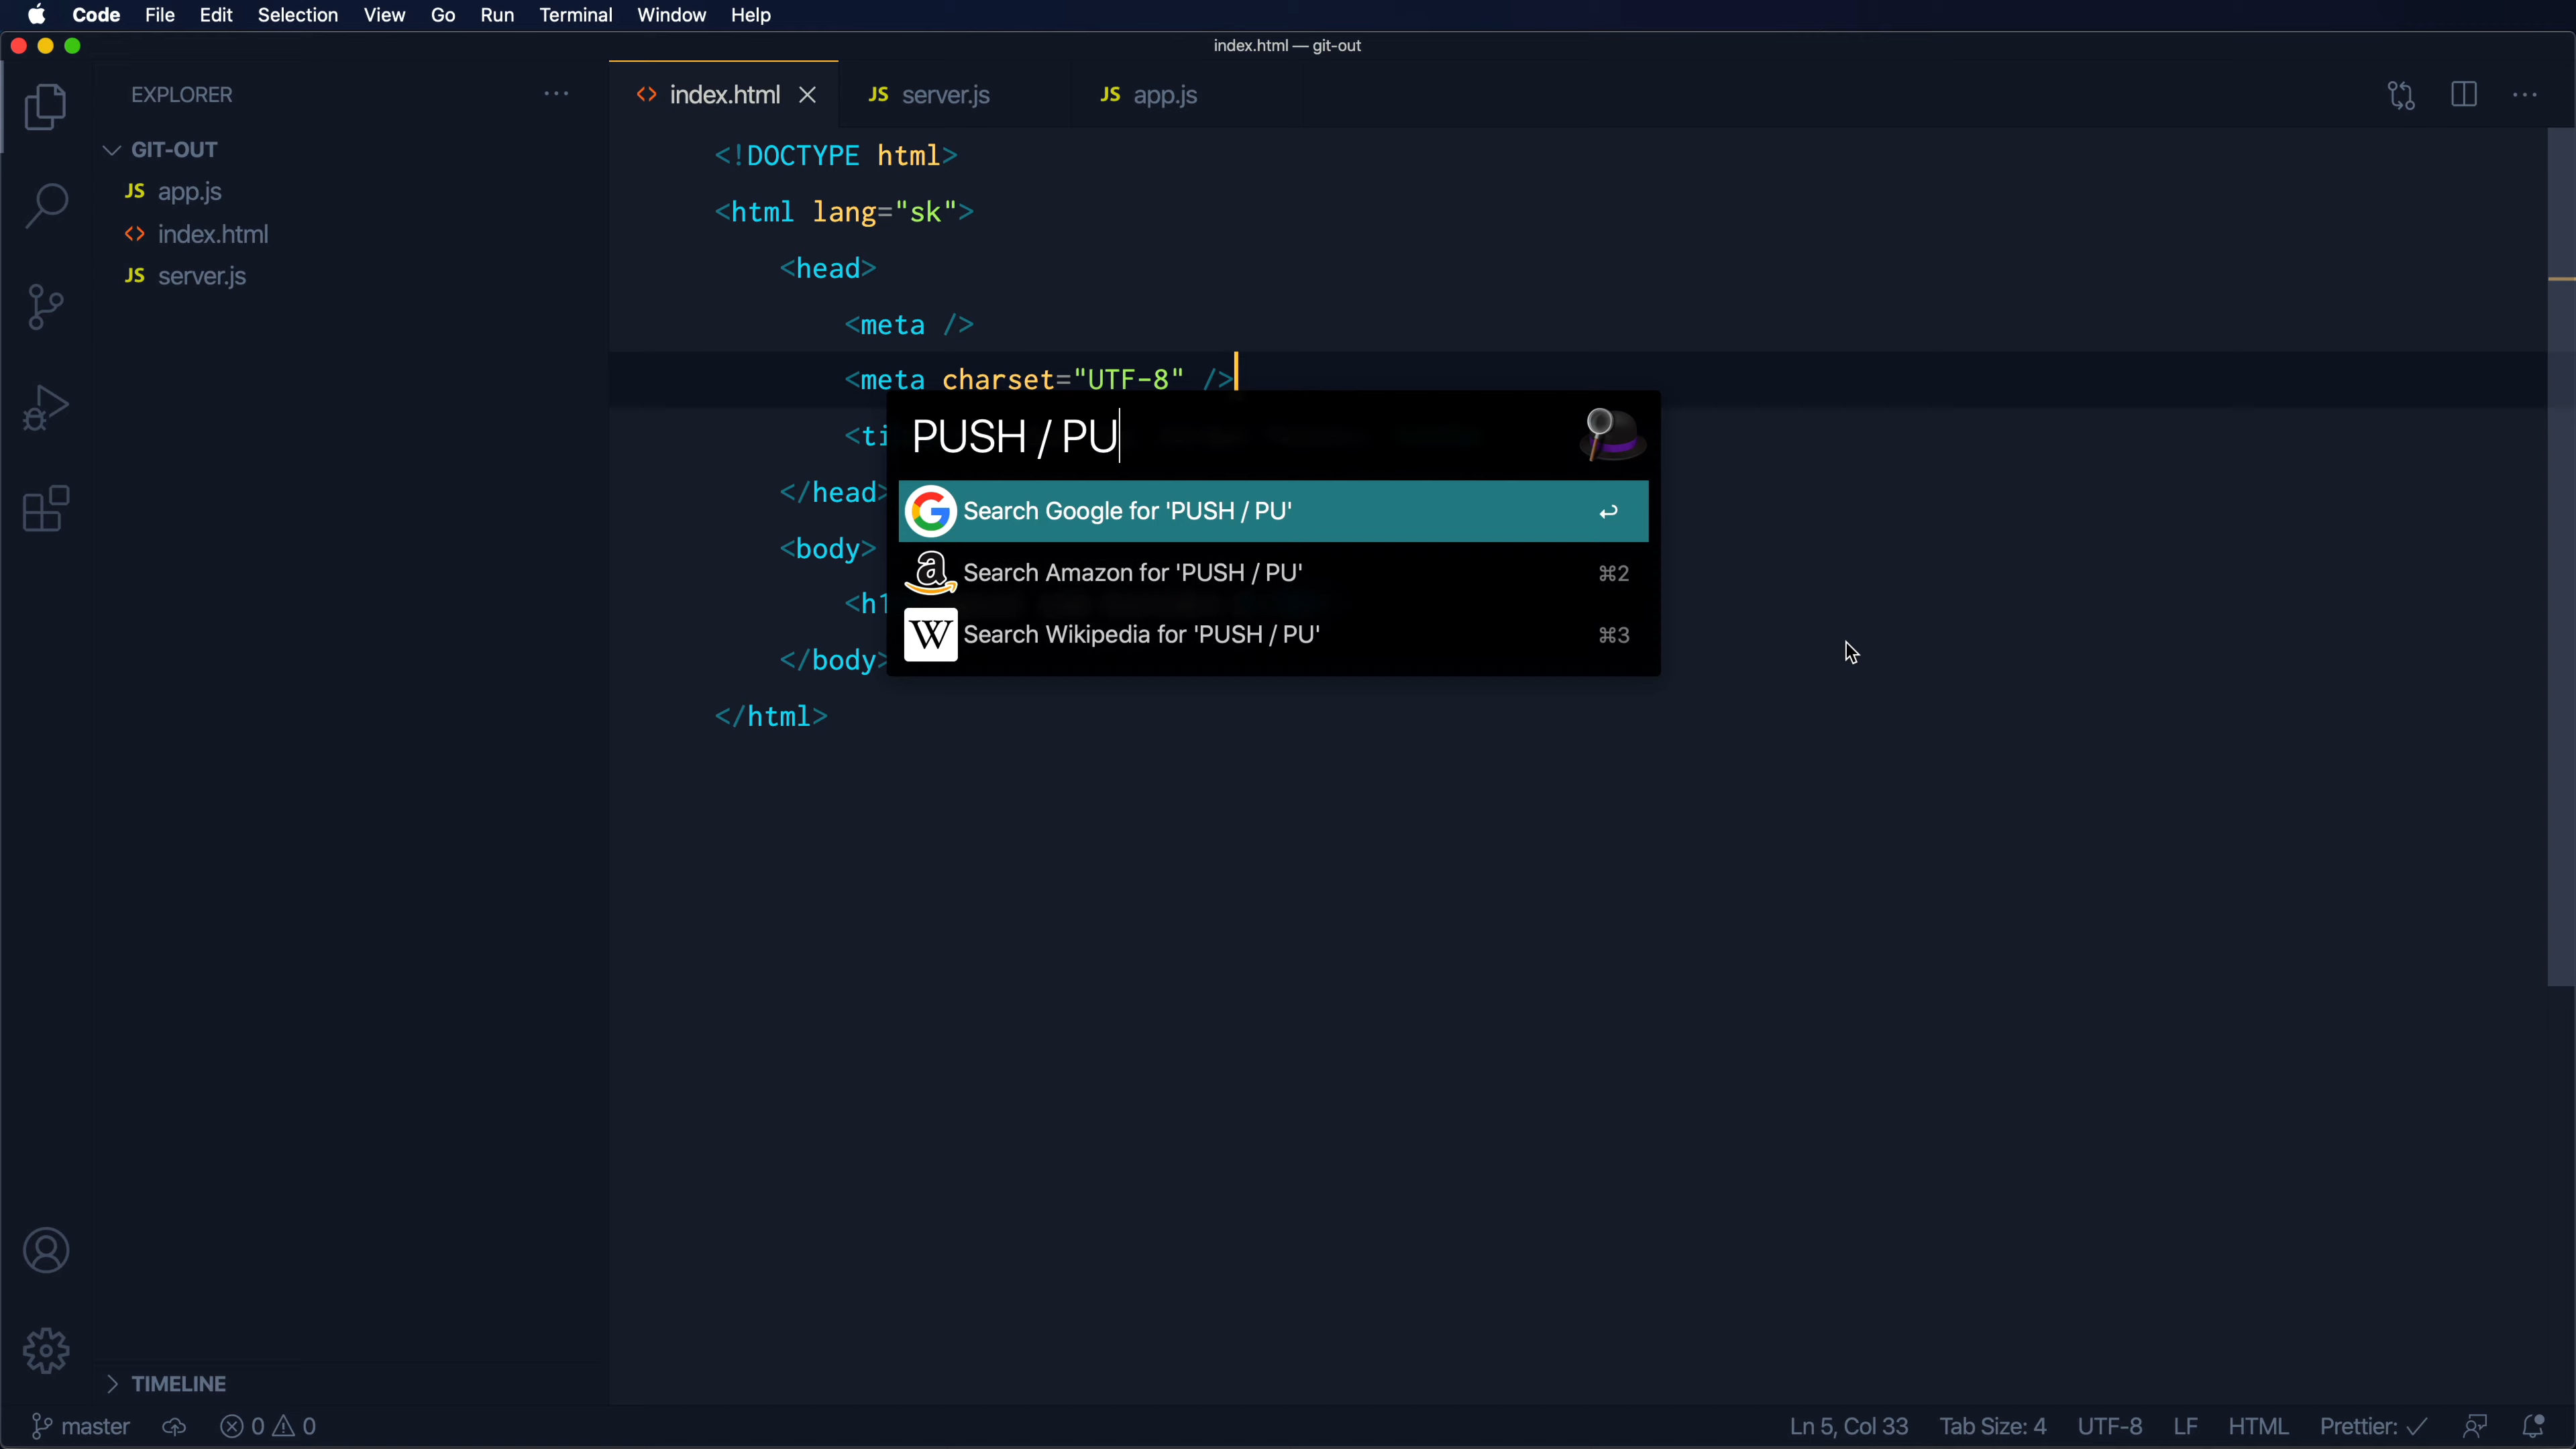 Code File Edit Selection View Go Run Terminal Window Help
index.html — git-out
EXPLORER
GIT-OUT
JS app.js
<> index.html
JS server.js
<> index.html
JS server.js
JS app.js
<!DOCTYPE html>
<html lang="sk">
<head>
<meta />
<meta charset="UTF-8" />
<ti
</head>
<body>
<h1
</body>
</html>
PUSH / PU
Search Google for 'PUSH / PU'
Search Amazon for 'PUSH / PU' ⌘2
Search Wikipedia for 'PUSH / PU' ⌘3
TIMELINE
master 0 0
Ln 5, Col 33 Tab Size: 4 UTF-8 LF HTML Prettier: ✓